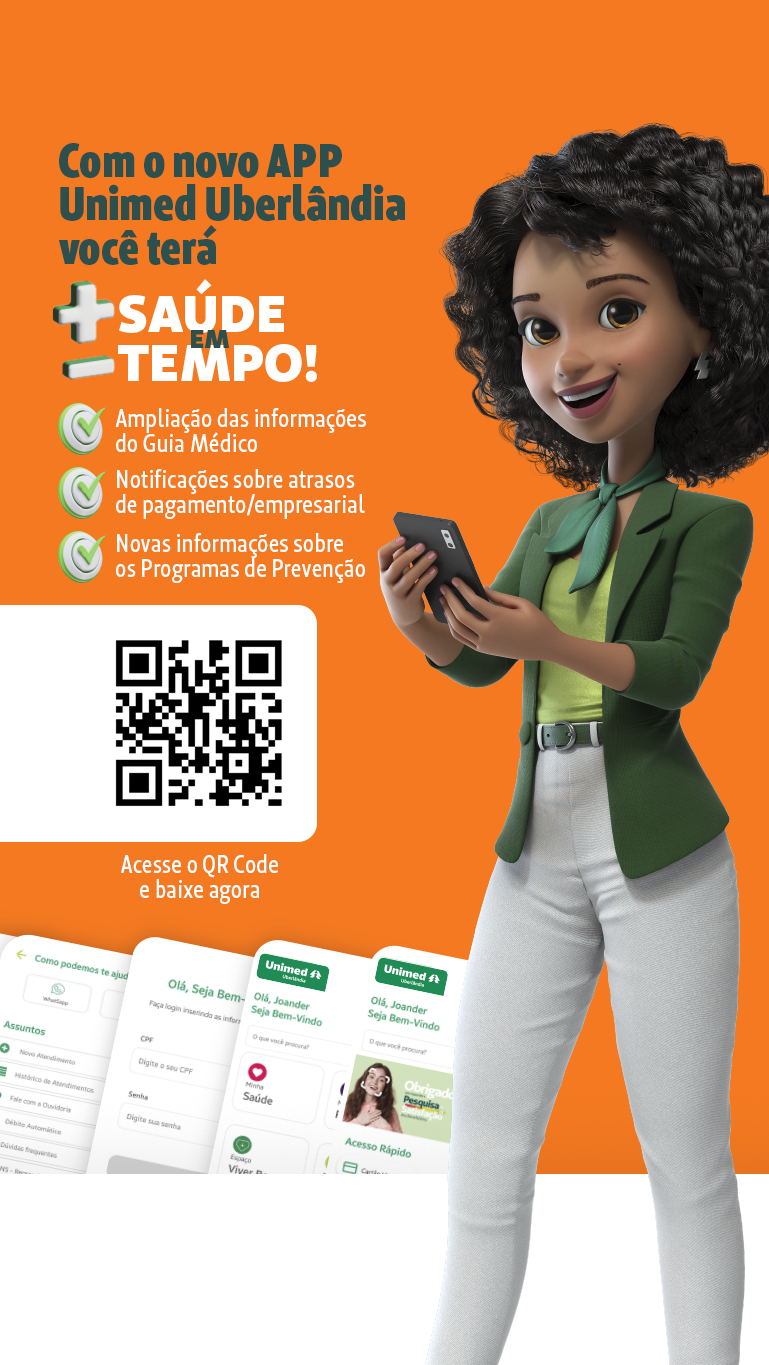 Com o novo APP
Unimed Uberlândia
você terá
+ SAÚDE
EM
- TEMPO!
Ampliação das informações
do Guia Médico
Notificações sobre atrasos
de pagamento/empresarial
Novas informações sobre
os Programas de Prevenção
Acesse o QR Code
e baixe agora
Como podemos te ajud
WhatsApp
Assuntos
Novo Atendimento
Histórico de Atendimentos
Fale com a Ouvidoria
Débito Automático
Dúvidas frequentes
Olá, Seja Bem-
Faça login inserindo as infor
CPF
Digite o seu CPF
Senha
Digite sua senha
Unimed
Uberlândia
Olá, Joander
Seja Bem-Vindo
O que você procura?
Minha
Saúde
Espaço
Viver
Unimed
Uberlândia
Olá, Joander
Seja Bem-Vindo
O que você procura?
Obrigado
Pesquisa
Satisfação
Acesso Rápido